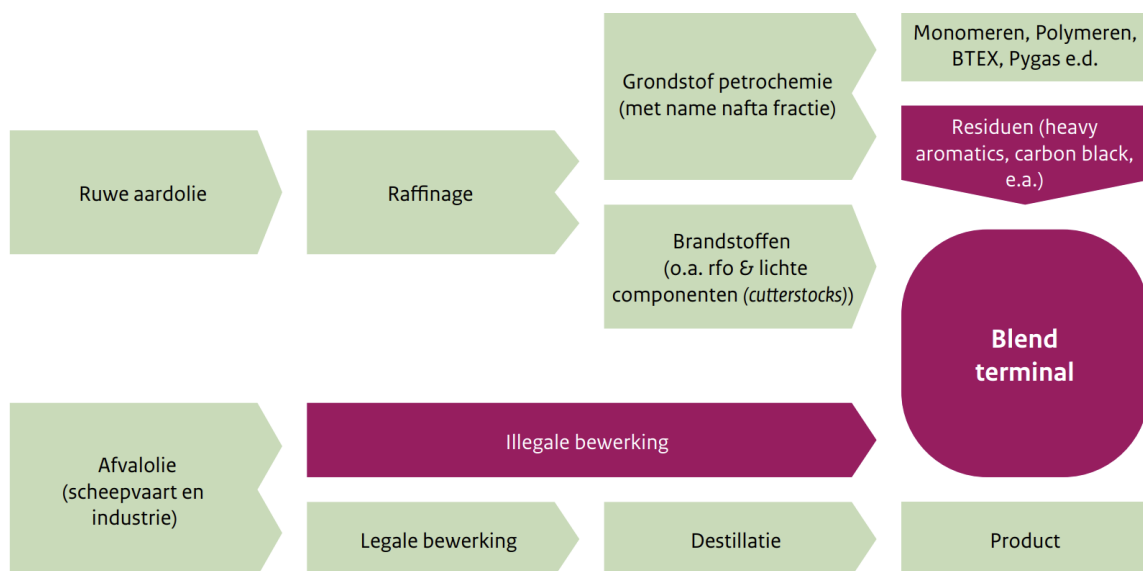 Monomeren, Polymeren,
BTEX, Pygas e.d.
Grondstof petrochemie
(met name nafta fractie)
Residuen (heavy
aromatics, carbon black,
e.a.)
Ruwe aardolie
Raffinage
Brandstoffen
(o.a. rfo & lichte
componenten (cutterstocks))
Blend
terminal
Illegale bewerking
Afvalolie
(scheepvaart en
industrie)
Legale bewerking
Destillatie
Product